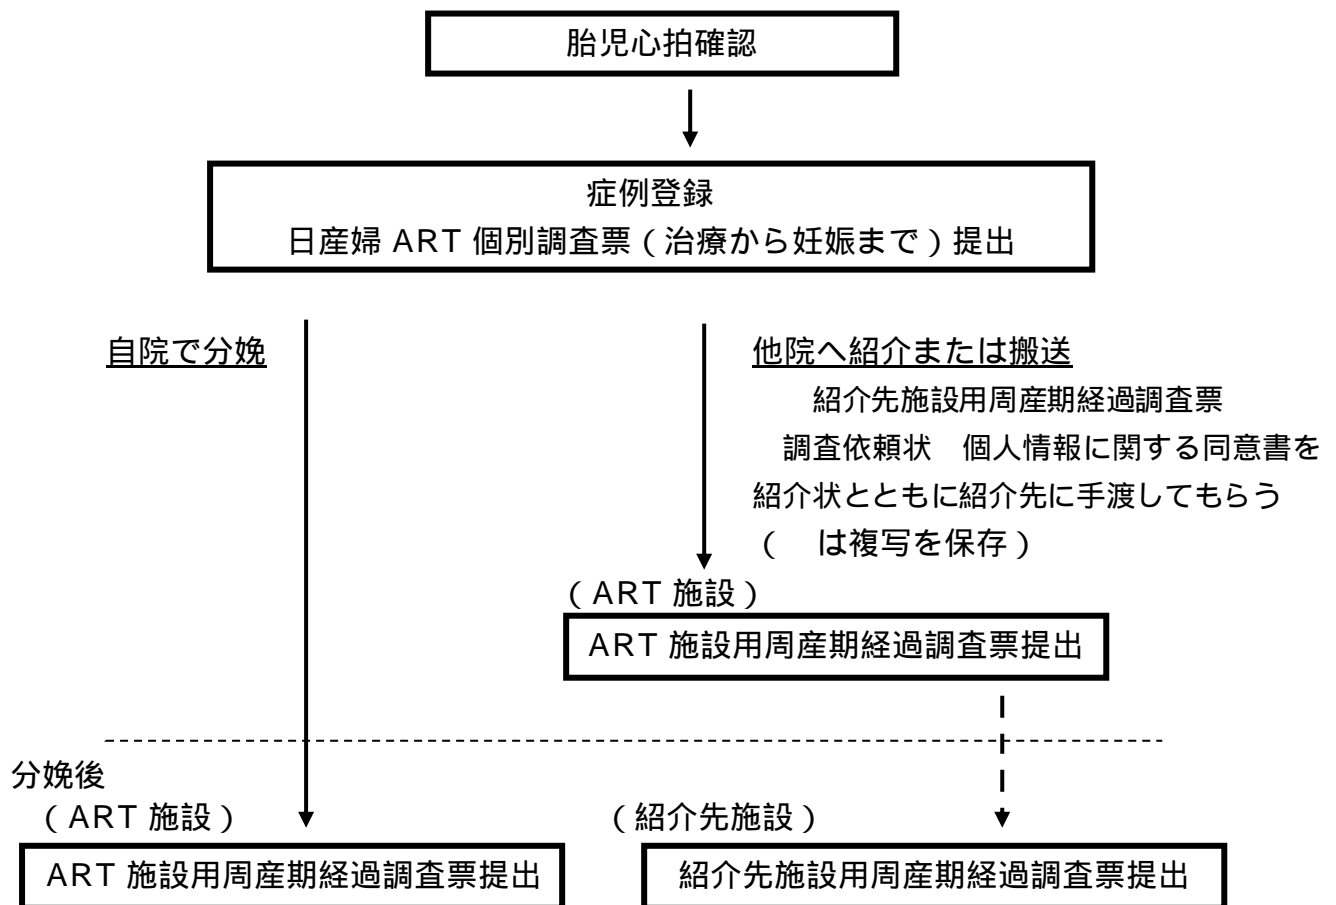 胎児心拍確認
症例登録
日産婦 ART 個別調査票（治療から妊娠まで）提出
自院で分娩
他院へ紹介または搬送
紹介先施設用周産期経過調査票
調査依頼状　個人情報に関する同意書を
紹介状とともに紹介先に手渡してもらう
（　は複写を保存）
（ART 施設）
ART 施設用周産期経過調査票提出
分娩後
（ART 施設）
（紹介先施設）
ART 施設用周産期経過調査票提出
紹介先施設用周産期経過調査票提出